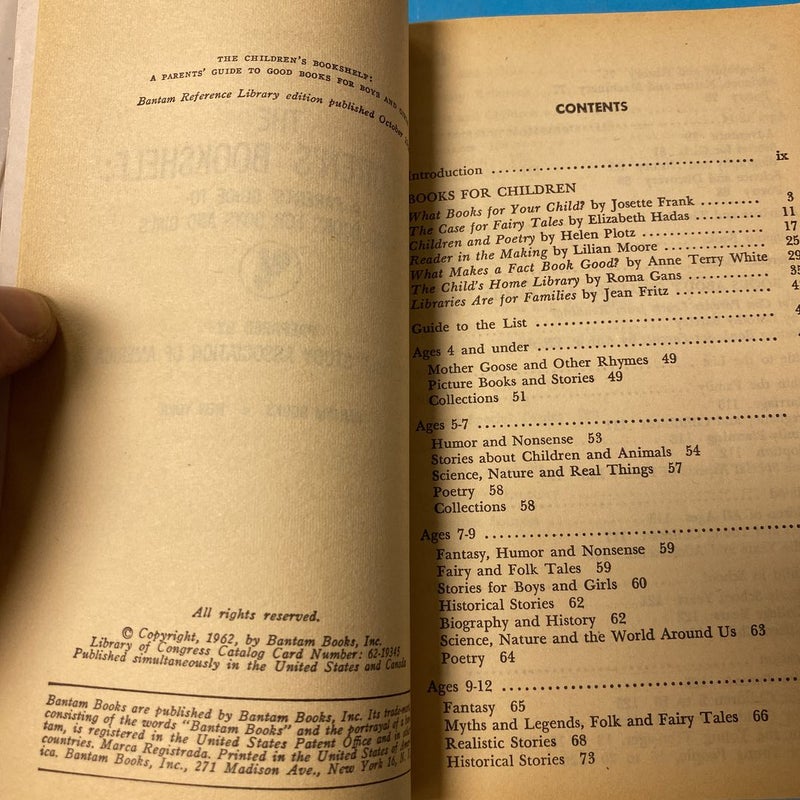 THE CHILDREN'S BOOKSHELF:
A PARENTS' GUIDE TO GOOD BOOKS FOR BOYS AND
Bantam Reference Library edition published October
All rights reserved.
© Copyright, 1962, by Bantam Books, Inc.
Library of Congress Catalog Card Number: 62-19345
Published simultaneously in the United States and Canada
Bantam Books are published by Bantam Books, Inc. Its
consisting of the words "Bantam Books" and the portrayal of a
tam, is registered in the United States Patent Office and in
countries. Marca Registrada. Printed in the United States of
ica. Bantam Books, Inc., 271 Madison Ave., New York 16, N.
CONTENTS
Introduction ix
BOOKS FOR CHILDREN
What Books for Your Child? by Josette Frank 3
The Case for Fairy Tales by Elizabeth Hadas 11
Children and Poetry by Helen Plotz 17
Reader in the Making by Lilian Moore 25
What Makes a Fact Book Good? by Anne Terry White 29
The Child's Home Library by Roma Gans 35
Libraries Are for Families by Jean Fritz 4
Guide to the List 4
Ages 4 and under
Mother Goose and Other Rhymes 49
Picture Books and Stories 49
Collections 51
Ages 5-7
Humor and Nonsense 53
Stories about Children and Animals 54
Science, Nature and Real Things 57
Poetry 58
Collections 58
Ages 7-9
Fantasy, Humor and Nonsense 59
Fairy and Folk Tales 59
Stories for Boys and Girls 60
Historical Stories 62
Biography and History 62
Science, Nature and the World Around Us 63
Poetry 64
Ages 9-12
Fantasy 65
Myths and Legends, Folk and Fairy Tales 66
Realistic Stories 68
Historical Stories 73